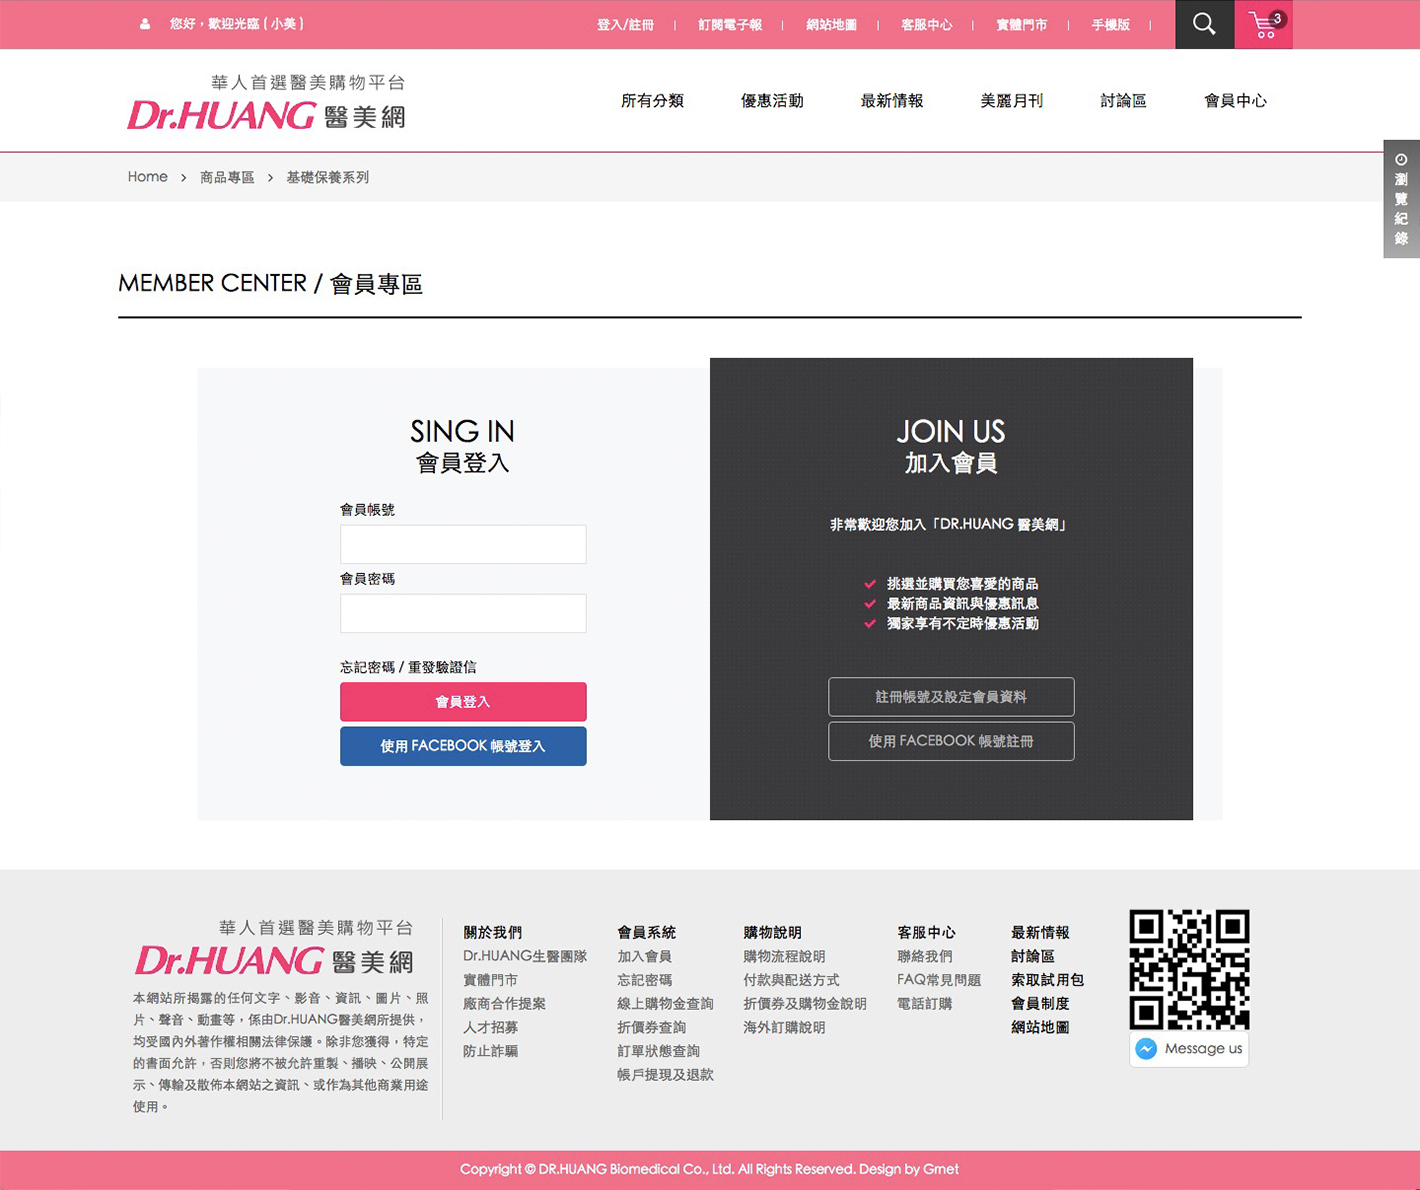 您好，歡迎光臨 ( 小美 )
登入/註冊 | 訂閱電子報 | 網站地圖 | 客服中心 | 實體門市 | 手機版 |
3
華人首選醫美購物平台
Dr.HUANG 醫美網
所有分類 優惠活動 最新情報 美麗月刊 討論區 會員中心
Home > 商品專區 > 基礎保養系列
瀏覽紀錄
MEMBER CENTER / 會員專區
SING IN
會員登入
會員帳號
會員密碼
忘記密碼 / 重發驗證信
會員登入
使用 FACEBOOK 帳號登入
JOIN US
加入會員
非常歡迎您加入「DR.HUANG 醫美網」
挑選並購買您喜愛的商品
最新商品資訊與優惠訊息
獨家享有不定時優惠活動
註冊帳號及設定會員資料
使用 FACEBOOK 帳號註冊
華人首選醫美購物平台
Dr.HUANG 醫美網
本網站所揭露的任何文字、影音、資訊、圖片、照
片、聲音、動畫等，係由Dr.HUANG醫美網所提供，
均受國內外著作權相關法律保護。除非您獲得，特定
的書面允許，否則您將不被允許重製、播映、公開展
示、傳輸及散佈本網站之資訊、或作為其他商業用途
使用。
關於我們
Dr.HUANG生醫團隊
實體門市
廠商合作提案
人才招募
防止詐騙
會員系統
加入會員
忘記密碼
線上購物金查詢
折價券查詢
訂單狀態查詢
帳戶提現及退款
購物說明
購物流程說明
付款與配送方式
折價券及購物金說明
海外訂購說明
客服中心
聯絡我們
FAQ常見問題
電話訂購
最新情報
討論區
索取試用包
會員制度
網站地圖
Message us
Copyright © DR.HUANG Biomedical Co., Ltd. All Rights Reserved. Design by Grnet